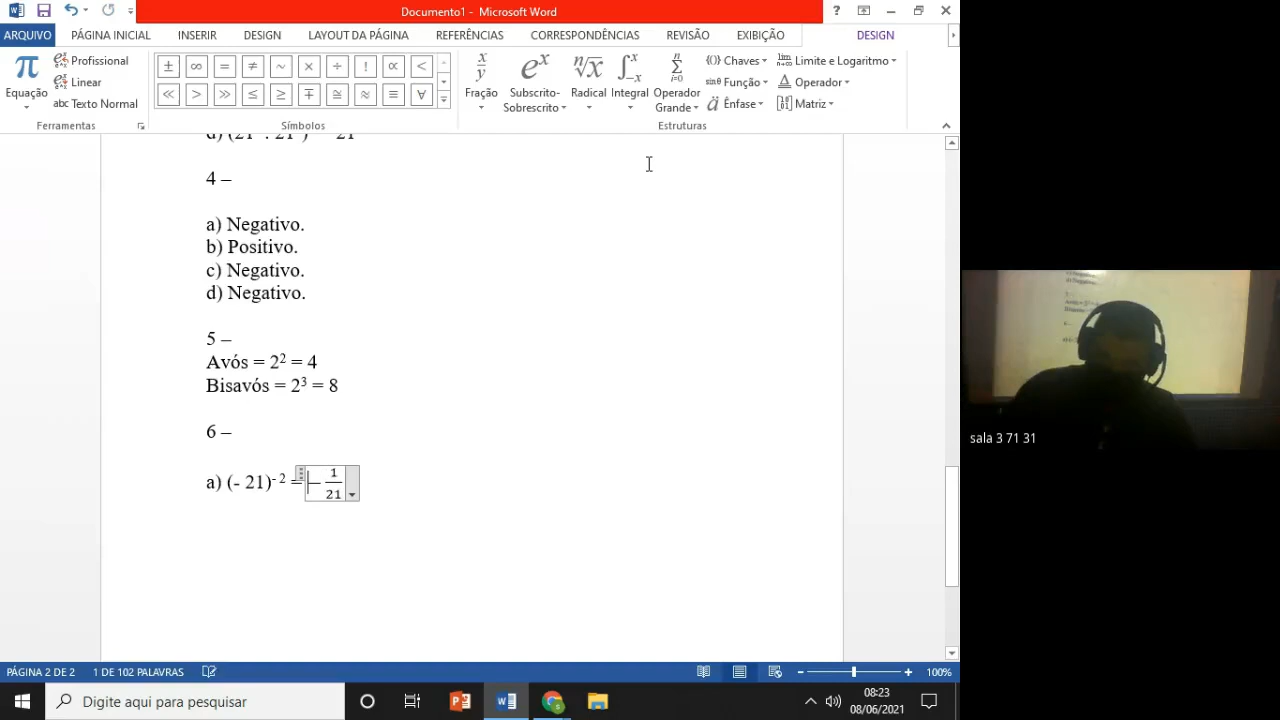 Documento1 - Microsoft Word
?
ARQUIVO PÁGINA INICIAL INSERIR DESIGN LAYOUT DA PÁGINA REFERÊNCIAS CORRESPONDÊNCIAS REVISÃO EXIBIÇÃO DESIGN
π Equação
Profissional
Linear
abc Texto Normal
Ferramentas
± ∞ = ≠ ~ × ÷ ! ∝ <
≪ > ≫ ≤ ≥ ∓ ≅ ≈ ≡ ∀
Símbolos
Fração
Subscrito-Sobrescrito
Radical
Integral
Operador Grande
{()} Chaves
sinθ Função
ä Ênfase
lim Limite e Logaritmo
Operador
Matriz
Estruturas
4 –
a) Negativo.
b) Positivo.
c) Negativo.
d) Negativo.
5 –
Avós = 2² = 4
Bisavós = 2³ = 8
6 –
a) (- 21)⁻ ² = – 1/21
sala 3 71 31
PÁGINA 2 DE 2 1 DE 102 PALAVRAS 100%
Digite aqui para pesquisar
08:23
08/06/2021